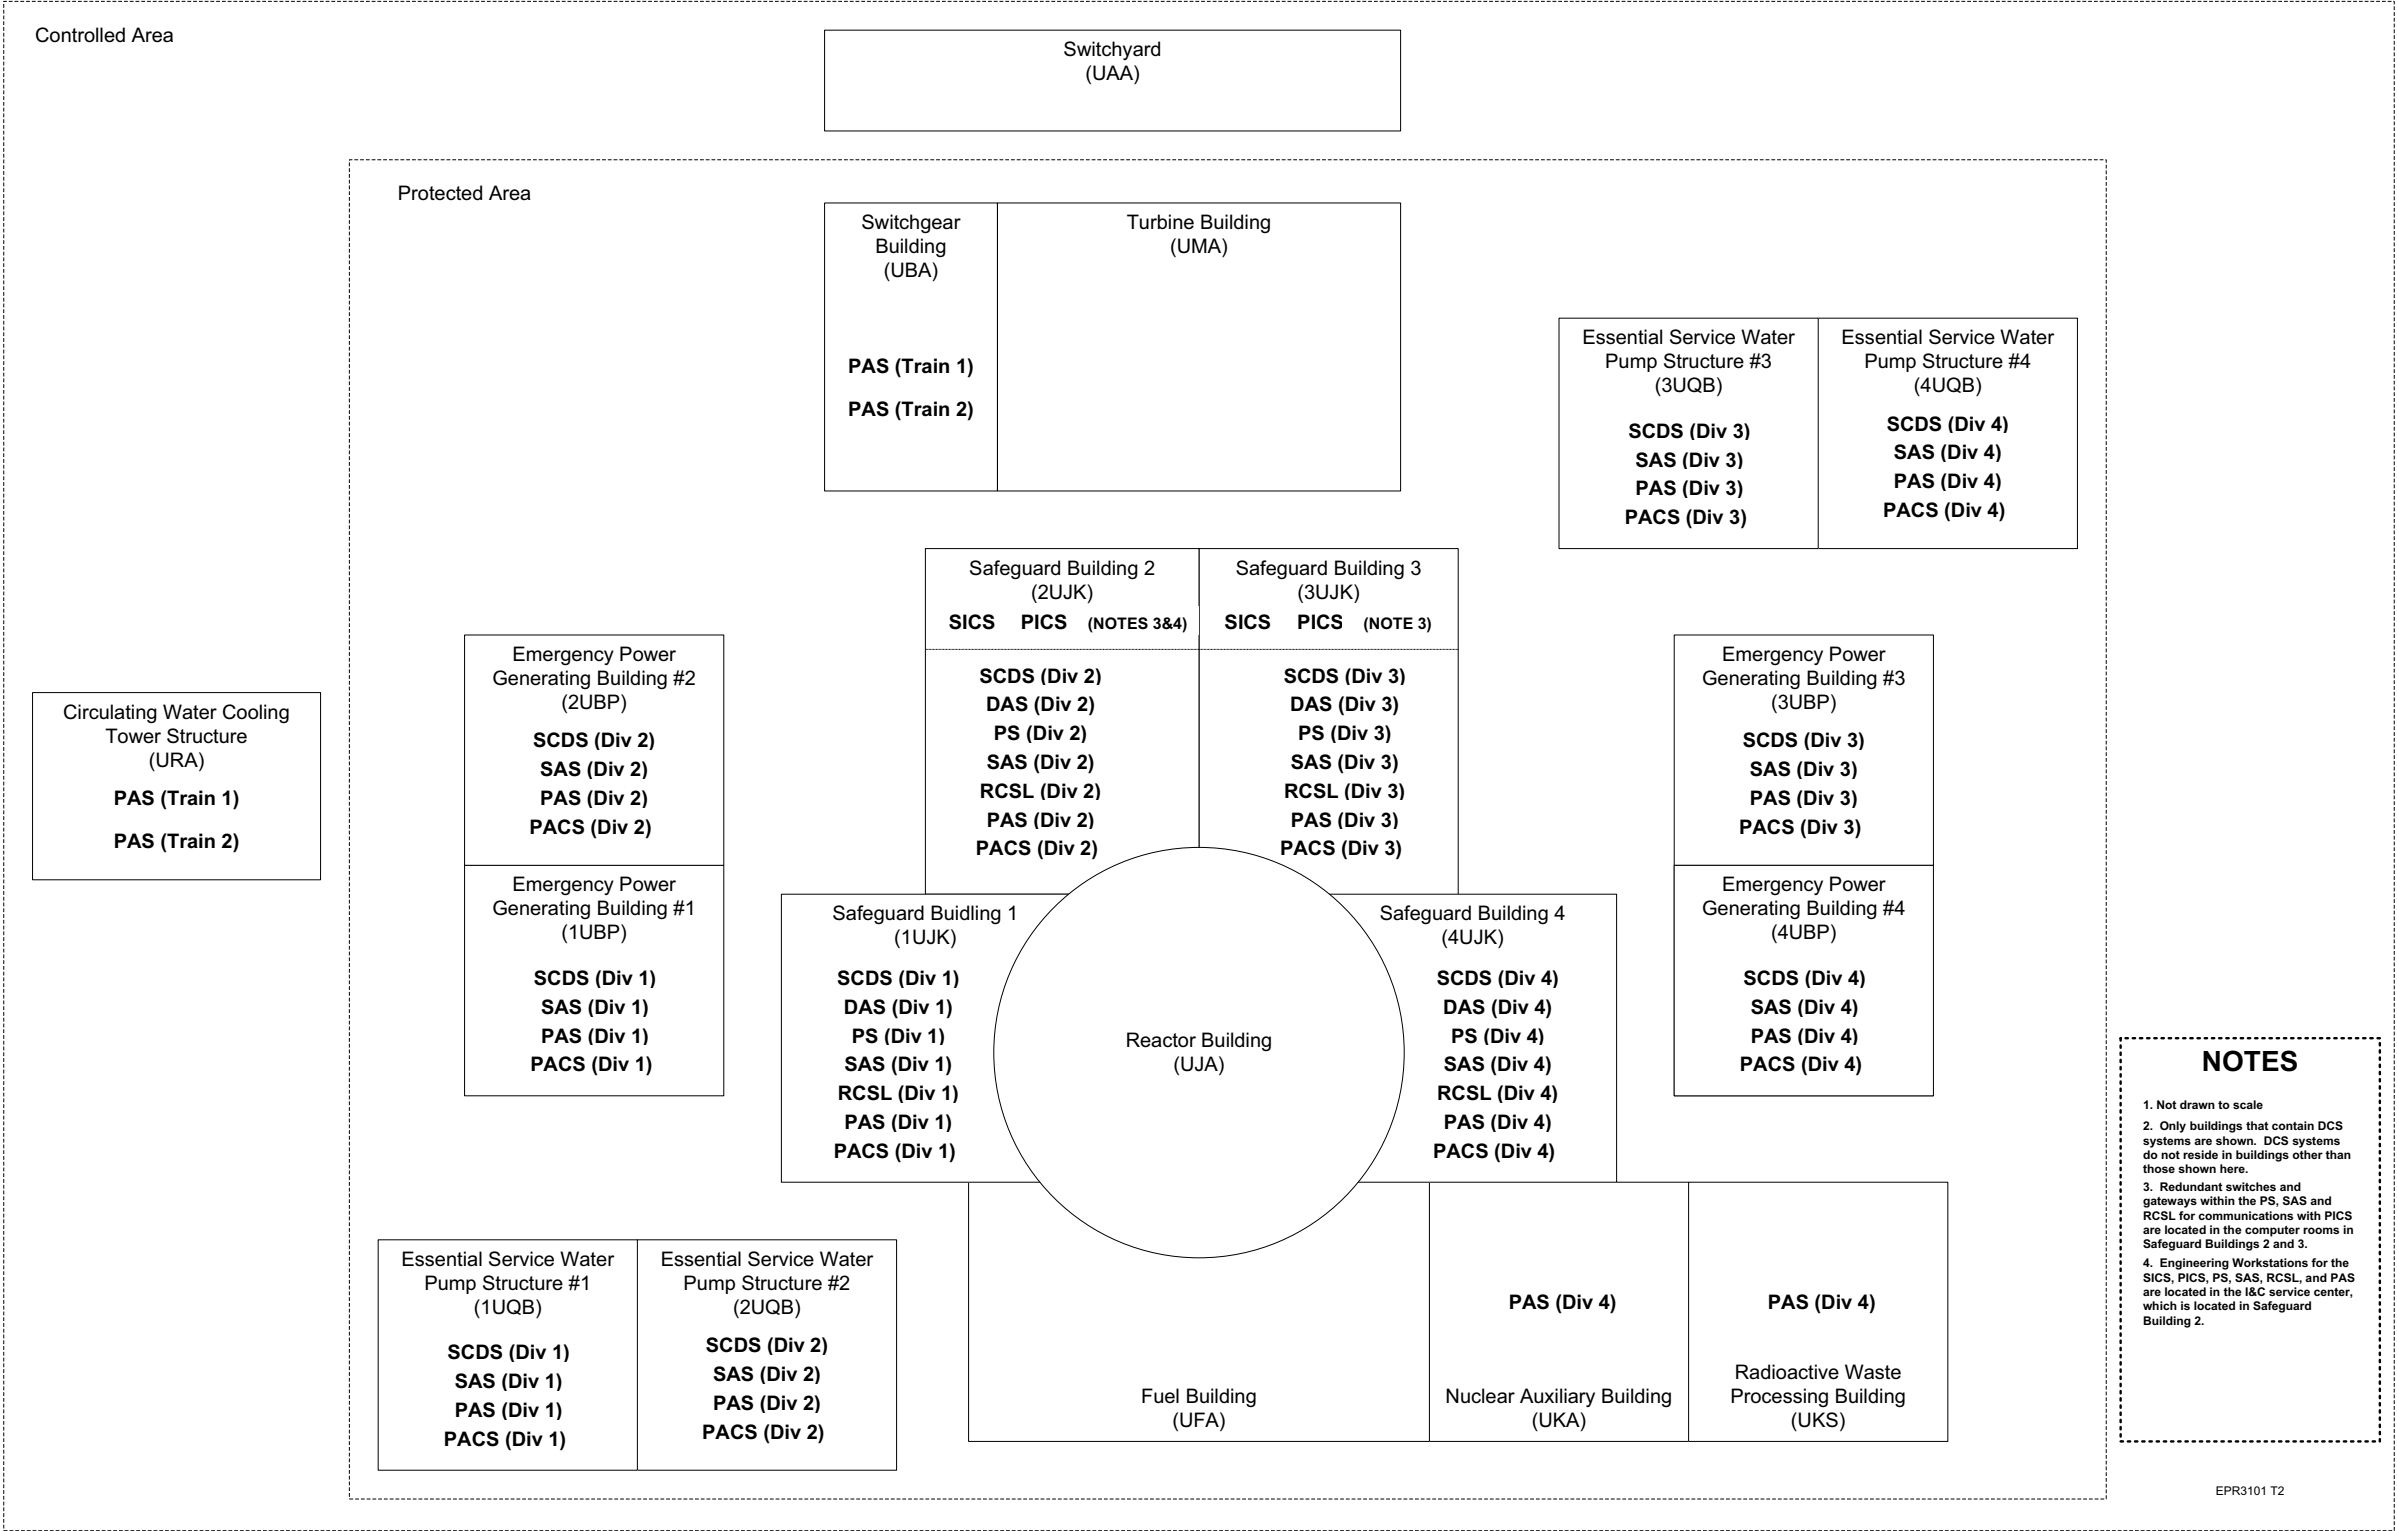 Controlled Area
Switchyard
(UAA)
Protected Area
Switchgear
Building
(UBA)
PAS (Train 1)
PAS (Train 2)
Turbine Building
(UMA)
Essential Service Water
Pump Structure #3
(3UQB)
SCDS (Div 3)
SAS (Div 3)
PAS (Div 3)
PACS (Div 3)
Essential Service Water
Pump Structure #4
(4UQB)
SCDS (Div 4)
SAS (Div 4)
PAS (Div 4)
PACS (Div 4)
Safeguard Building 2
(2UJK)
SICS PICS (NOTES 3&4)
SCDS (Div 2)
DAS (Div 2)
PS (Div 2)
SAS (Div 2)
RCSL (Div 2)
PAS (Div 2)
PACS (Div 2)
Safeguard Building 3
(3UJK)
SICS PICS (NOTE 3)
SCDS (Div 3)
DAS (Div 3)
PS (Div 3)
SAS (Div 3)
RCSL (Div 3)
PAS (Div 3)
PACS (Div 3)
Circulating Water Cooling
Tower Structure
(URA)
PAS (Train 1)
PAS (Train 2)
Emergency Power
Generating Building #2
(2UBP)
SCDS (Div 2)
SAS (Div 2)
PAS (Div 2)
PACS (Div 2)
Emergency Power
Generating Building #1
(1UBP)
SCDS (Div 1)
SAS (Div 1)
PAS (Div 1)
PACS (Div 1)
Emergency Power
Generating Building #3
(3UBP)
SCDS (Div 3)
SAS (Div 3)
PAS (Div 3)
PACS (Div 3)
Emergency Power
Generating Building #4
(4UBP)
SCDS (Div 4)
SAS (Div 4)
PAS (Div 4)
PACS (Div 4)
Safeguard Buidling 1
(1UJK)
SCDS (Div 1)
DAS (Div 1)
PS (Div 1)
SAS (Div 1)
RCSL (Div 1)
PAS (Div 1)
PACS (Div 1)
Reactor Building
(UJA)
Safeguard Building 4
(4UJK)
SCDS (Div 4)
DAS (Div 4)
PS (Div 4)
SAS (Div 4)
RCSL (Div 4)
PAS (Div 4)
PACS (Div 4)
Essential Service Water
Pump Structure #1
(1UQB)
SCDS (Div 1)
SAS (Div 1)
PAS (Div 1)
PACS (Div 1)
Essential Service Water
Pump Structure #2
(2UQB)
SCDS (Div 2)
SAS (Div 2)
PAS (Div 2)
PACS (Div 2)
Fuel Building
(UFA)
PAS (Div 4)
Nuclear Auxiliary Building
(UKA)
PAS (Div 4)
Radioactive Waste
Processing Building
(UKS)
NOTES
1. Not drawn to scale
2. Only buildings that contain DCS
systems are shown. DCS systems
do not reside in buildings other than
those shown here.
3. Redundant switches and
gateways within the PS, SAS and
RCSL for communications with PICS
are located in the computer rooms in
Safeguard Buildings 2 and 3.
4. Engineering Workstations for the
SICS, PICS, PS, SAS, RCSL, and PAS
are located in the I&C service center,
which is located in Safeguard
Building 2.
EPR3101 T2